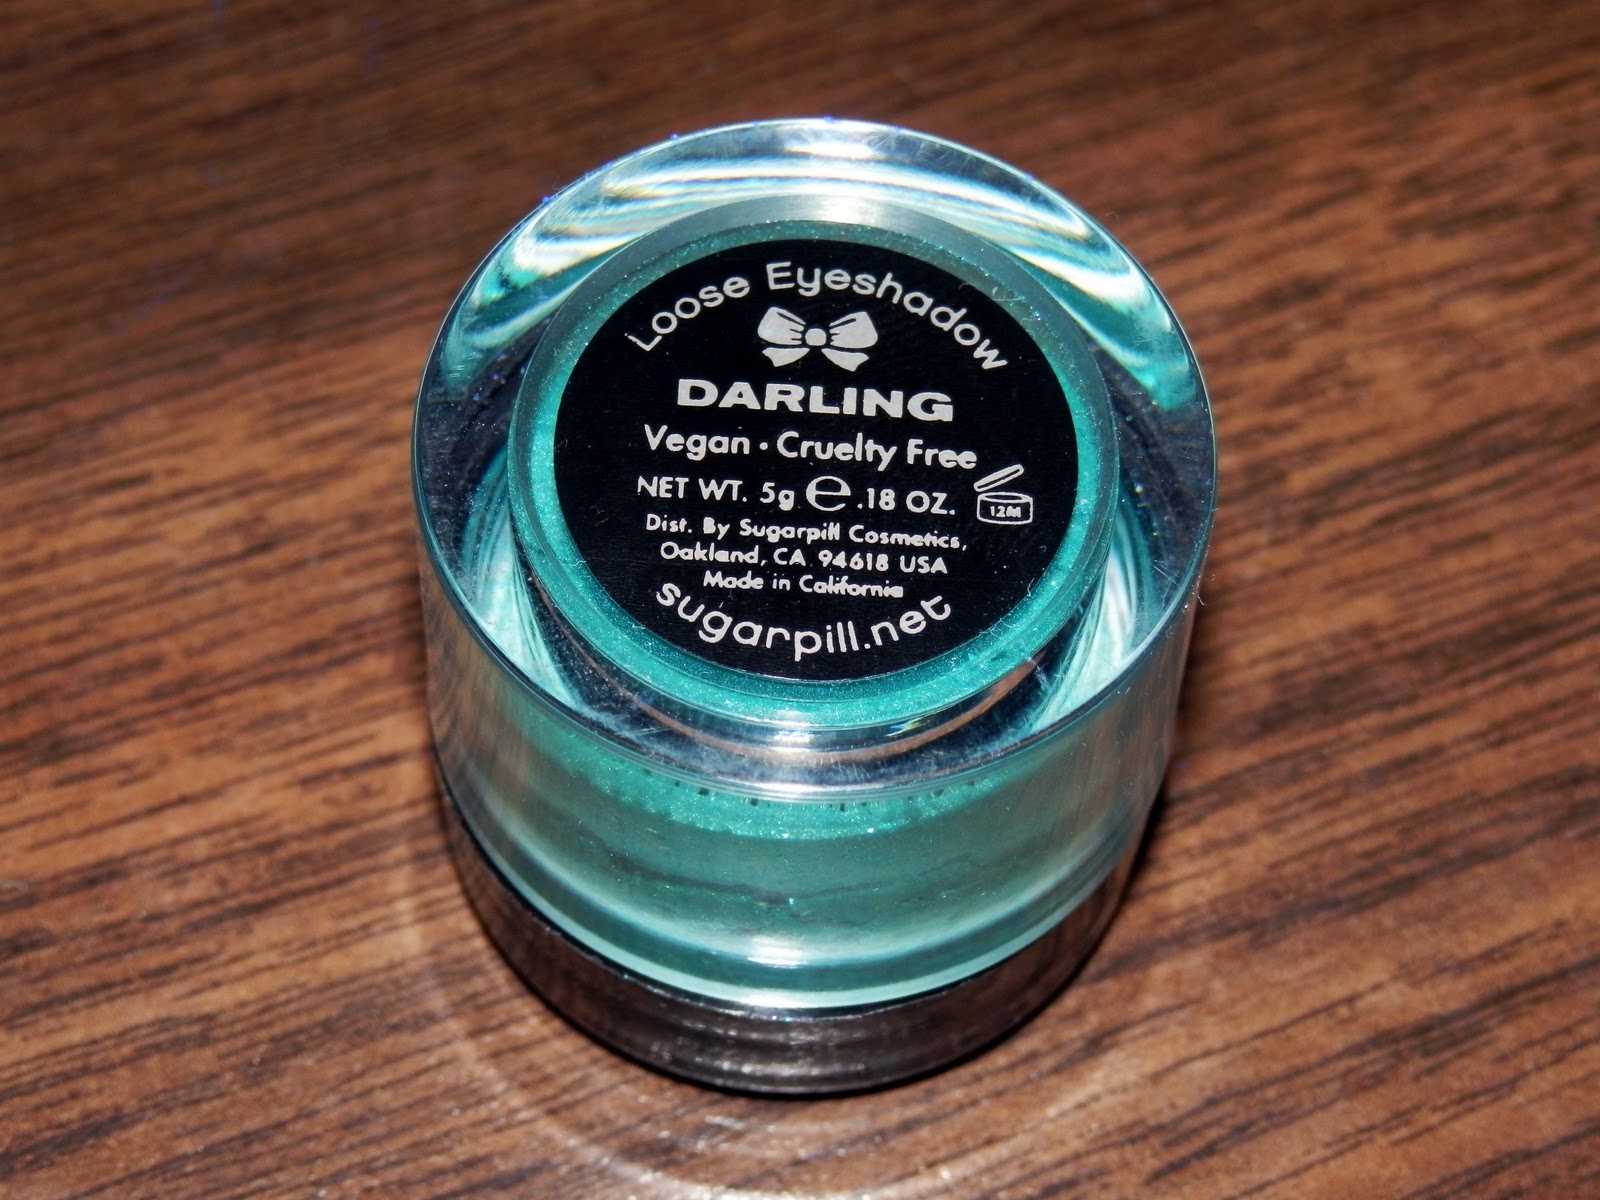 Loose Eyeshadow
DARLING
Vegan • Cruelty Free
NET WT. 5g ℮ .18 OZ.
12M
Dist. By Sugarpill Cosmetics,
Oakland, CA 94618 USA
Made in California
sugarpill.net